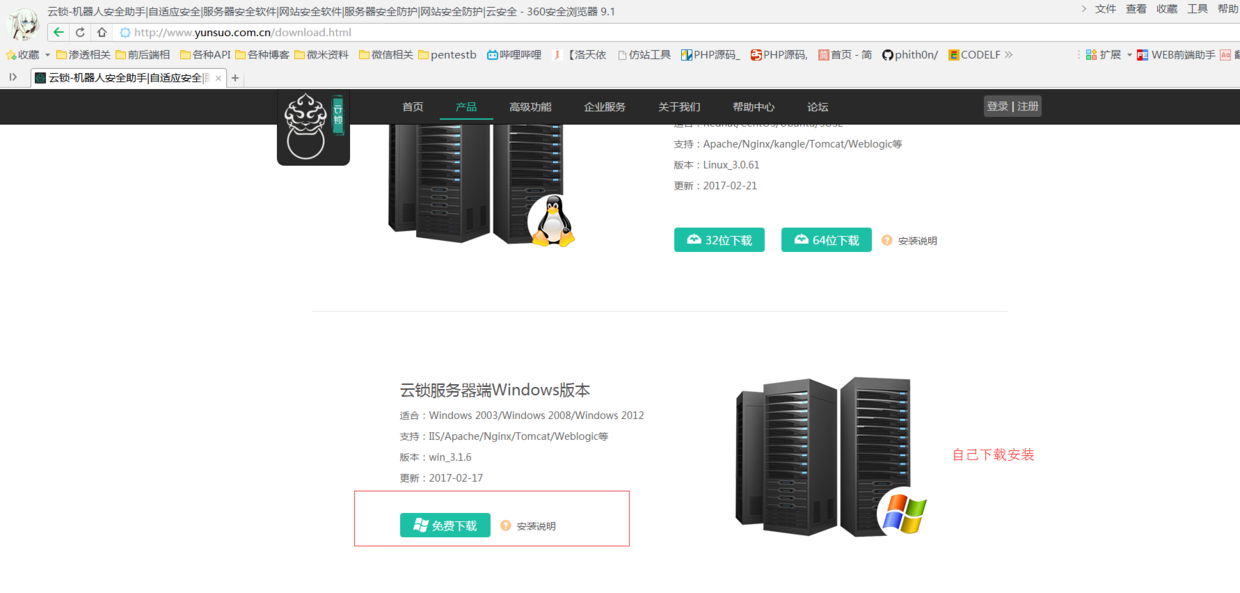 云锁-机器人安全助手|自适应安全|服务器安全软件|网站安全软件|服务器安全防护|网站安全防护|云安全 - 360安全浏览器 9.1
文件 查看 收藏 工具 帮助
http://www.yunsuo.com.cn/download.html
收藏 渗透相关 前后端相 各种API 各种博客 微米资料 微信相关 pentestb 哔哩哔哩 【洛天依 仿站工具 PHP源码_ PHP源码, 首页 - 简 phith0n/ CODELF » 扩展 WEB前端助手
云锁-机器人安全助手|自适应安全|
云锁
首页 产品 高级功能 企业服务 关于我们 帮助中心 论坛 登录 | 注册
适合：Redhat/CentOS/Ubuntu/SUSE
支持：Apache/Nginx/kangle/Tomcat/Weblogic等
版本：Linux_3.0.61
更新：2017-02-21
32位下载 64位下载 ? 安装说明
云锁服务器端Windows版本
适合：Windows 2003/Windows 2008/Windows 2012
支持：IIS/Apache/Nginx/Tomcat/Weblogic等
版本：win_3.1.6
更新：2017-02-17
自己下载安装
免费下载 ? 安装说明